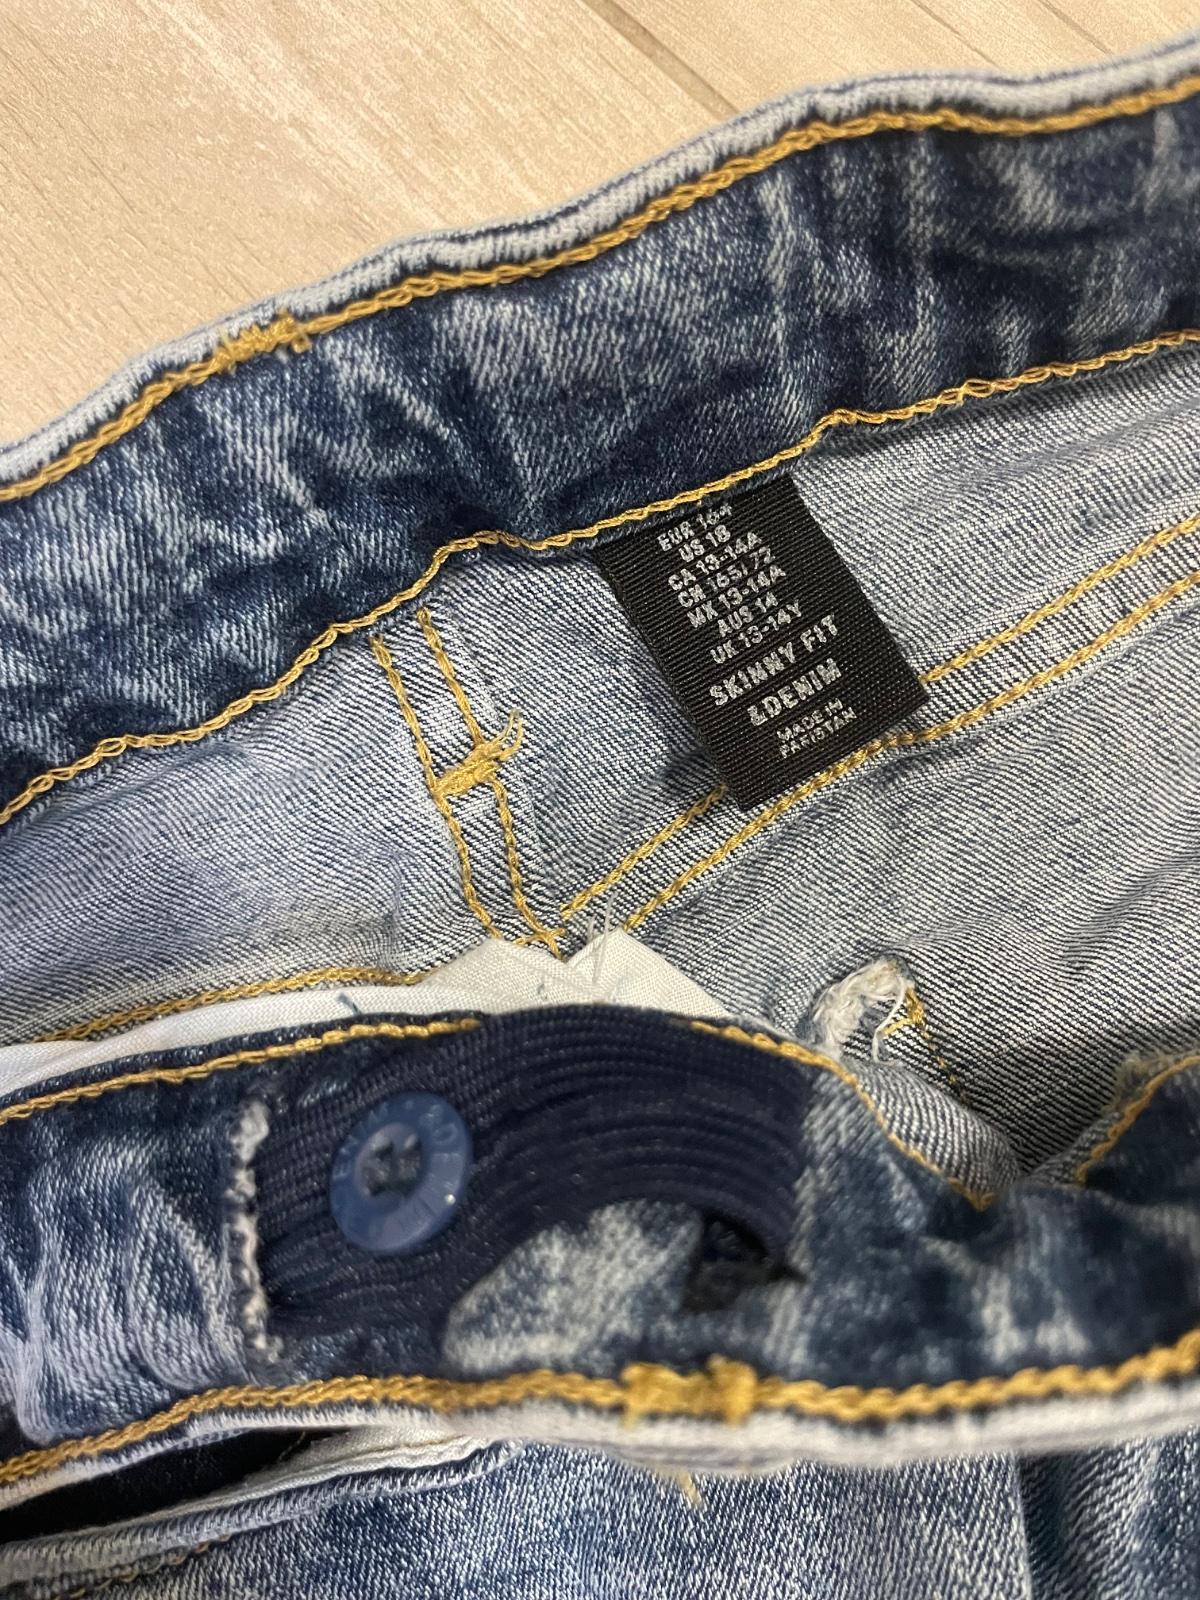 EUR 164
US 18
CA 13-14A
CN 165/72
MX 13-14A
AUS 14
UK 13-14Y
SKINNY FIT
&DENIM
MADE IN
PAKISTAN